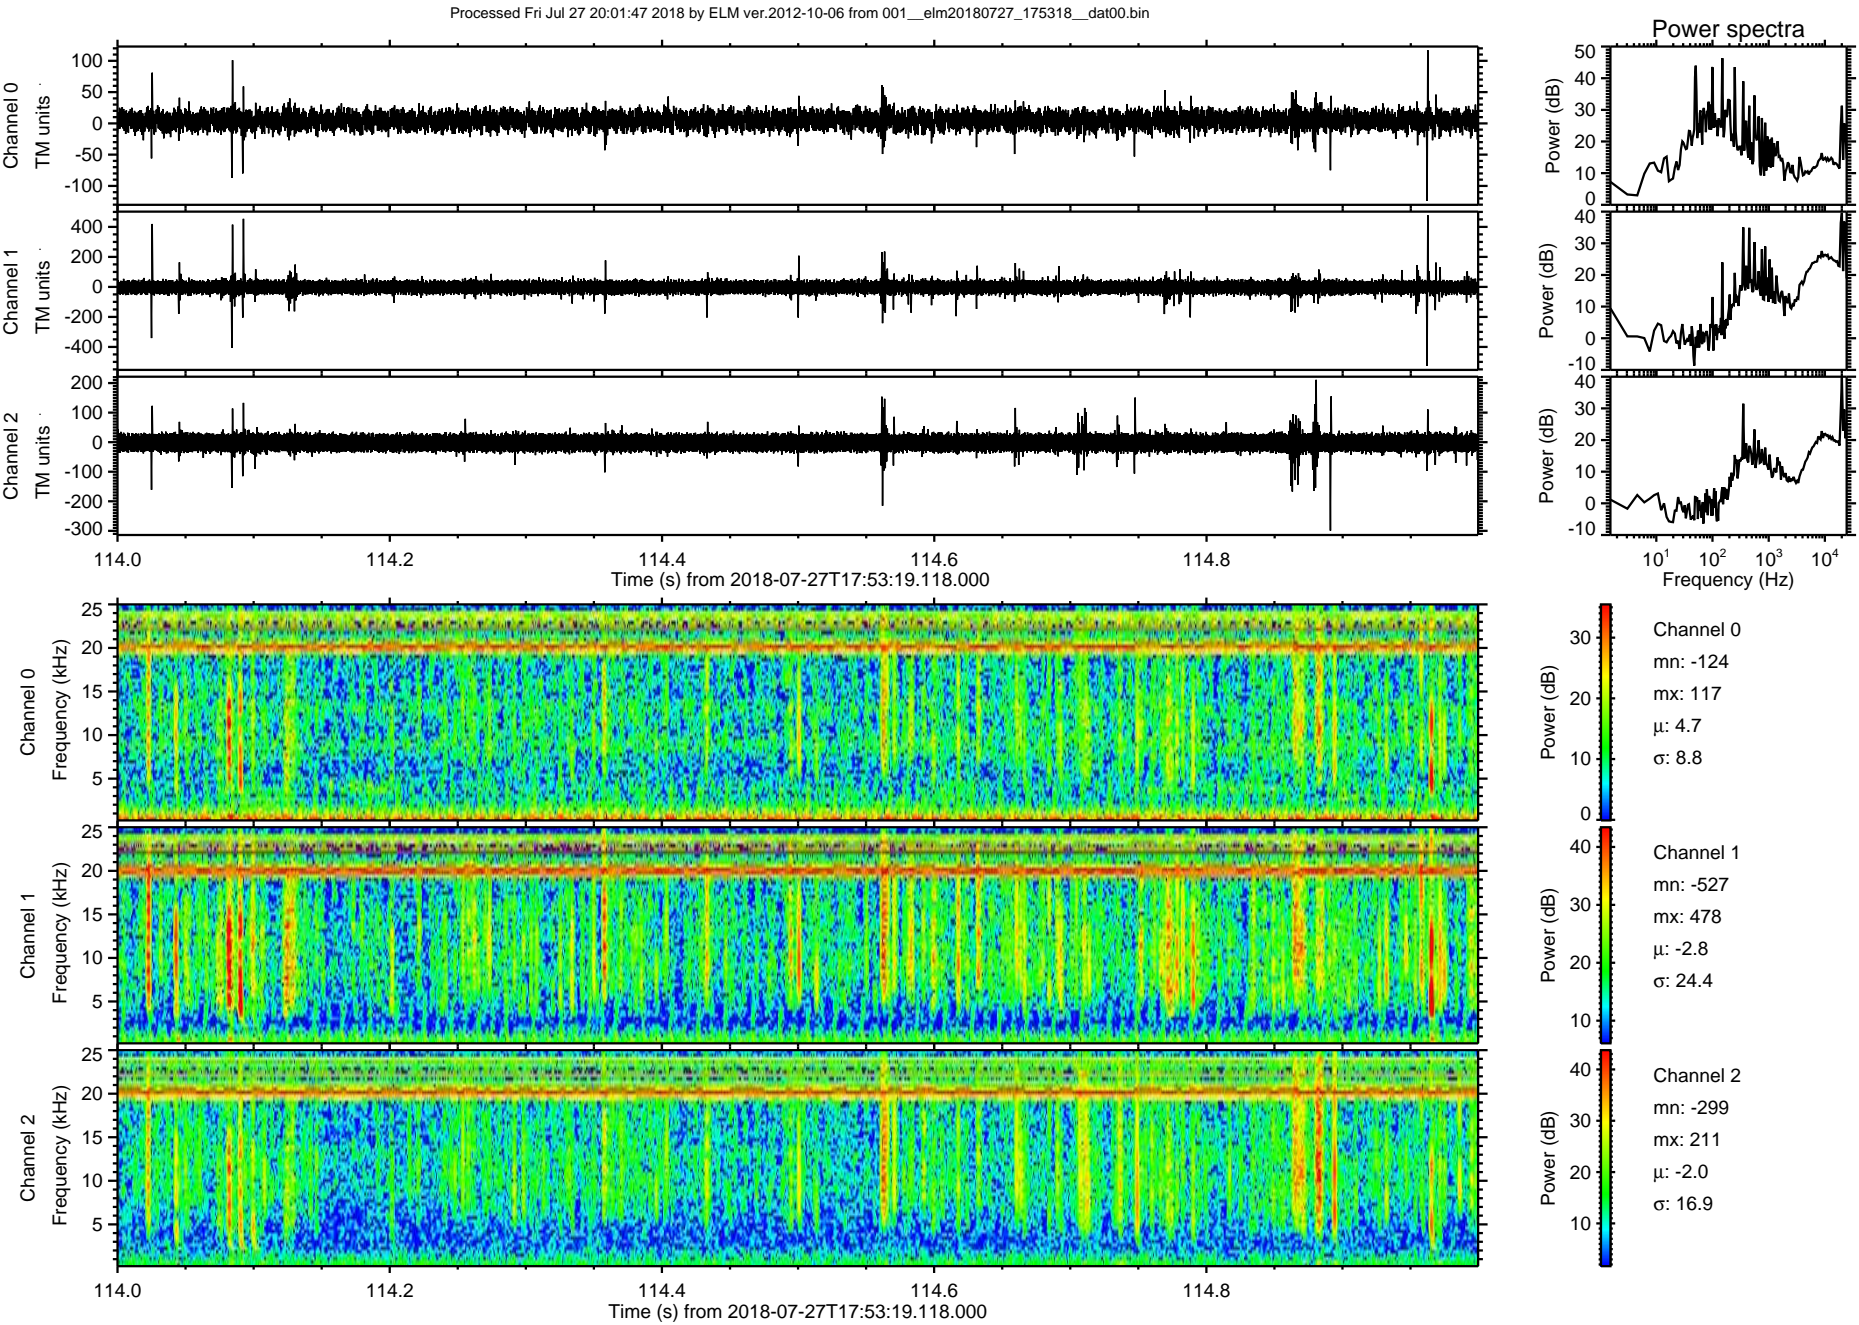 Processed Fri Jul 27 20:01:47 2018 by ELM ver.2012-10-06 from 001__elm20180727_175318__dat00.bin
Power spectra
Channel 0
TM units
100
50
0
-50
-100
Power (dB)
50
40
30
20
10
0
Channel 1
TM units
400
200
0
-200
-400
Power (dB)
40
30
20
10
0
-10
Channel 2
TM units
200
100
0
-100
-200
-300
Power (dB)
40
30
20
10
0
-10
114.0 114.2 114.4 114.6 114.8
Time (s) from 2018-07-27T17:53:19.118.000
10¹ 10² 10³ 10⁴
Frequency (Hz)
Channel 0
Frequency (kHz)
25
20
15
10
5
Power (dB)
30
20
10
0
Channel 0
mn: -124
mx: 117
μ: 4.7
σ: 8.8
Channel 1
Frequency (kHz)
25
20
15
10
5
Power (dB)
40
30
20
10
Channel 1
mn: -527
mx: 478
μ: -2.8
σ: 24.4
Channel 2
Frequency (kHz)
25
20
15
10
5
Power (dB)
40
30
20
10
Channel 2
mn: -299
mx: 211
μ: -2.0
σ: 16.9
114.0 114.2 114.4 114.6 114.8
Time (s) from 2018-07-27T17:53:19.118.000